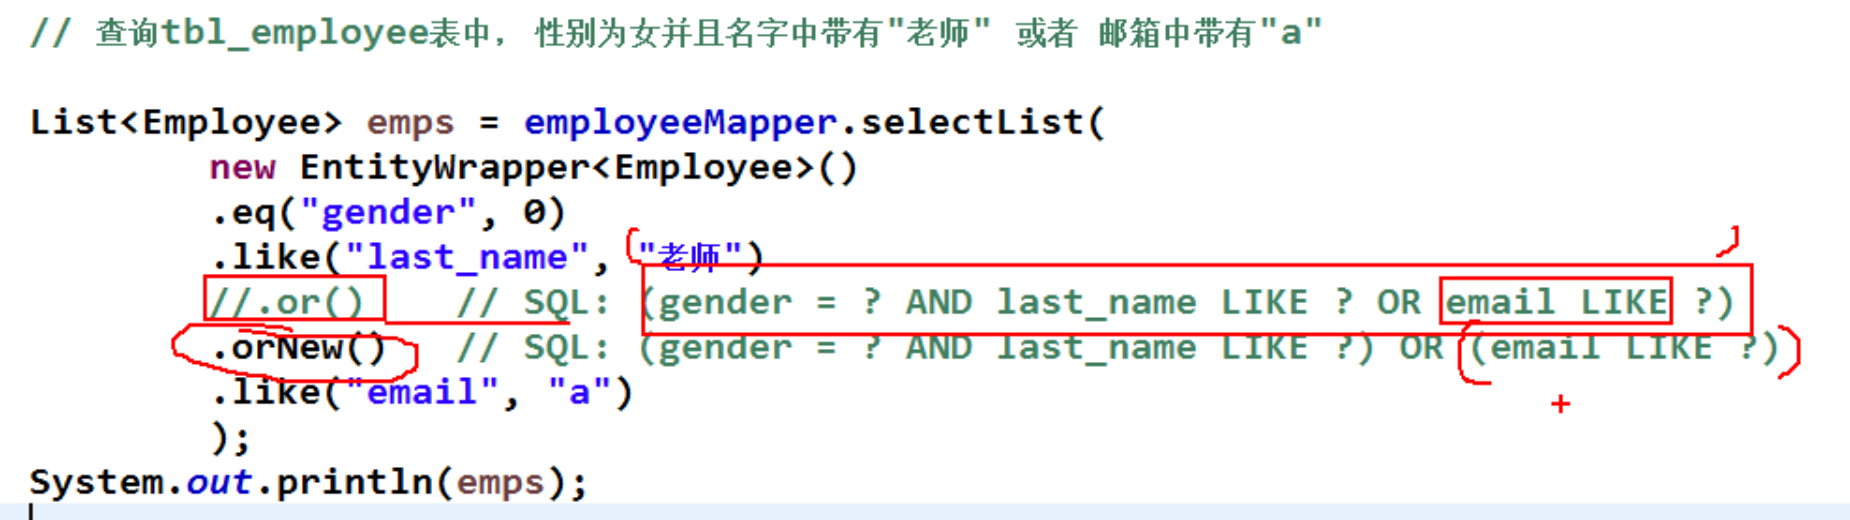 // 查询tbl_employee表中, 性别为女并且名字中带有"老师" 或者 邮箱中带有"a"
List<Employee> emps = employeeMapper.selectList(
new EntityWrapper<Employee>()
.eq("gender", 0)
.like("last_name", "老师")
//.or() // SQL: (gender = ? AND last_name LIKE ? OR email LIKE ?)
.orNew() // SQL: (gender = ? AND last_name LIKE ?) OR (email LIKE ?)
.like("email", "a")
);
System.out.println(emps);